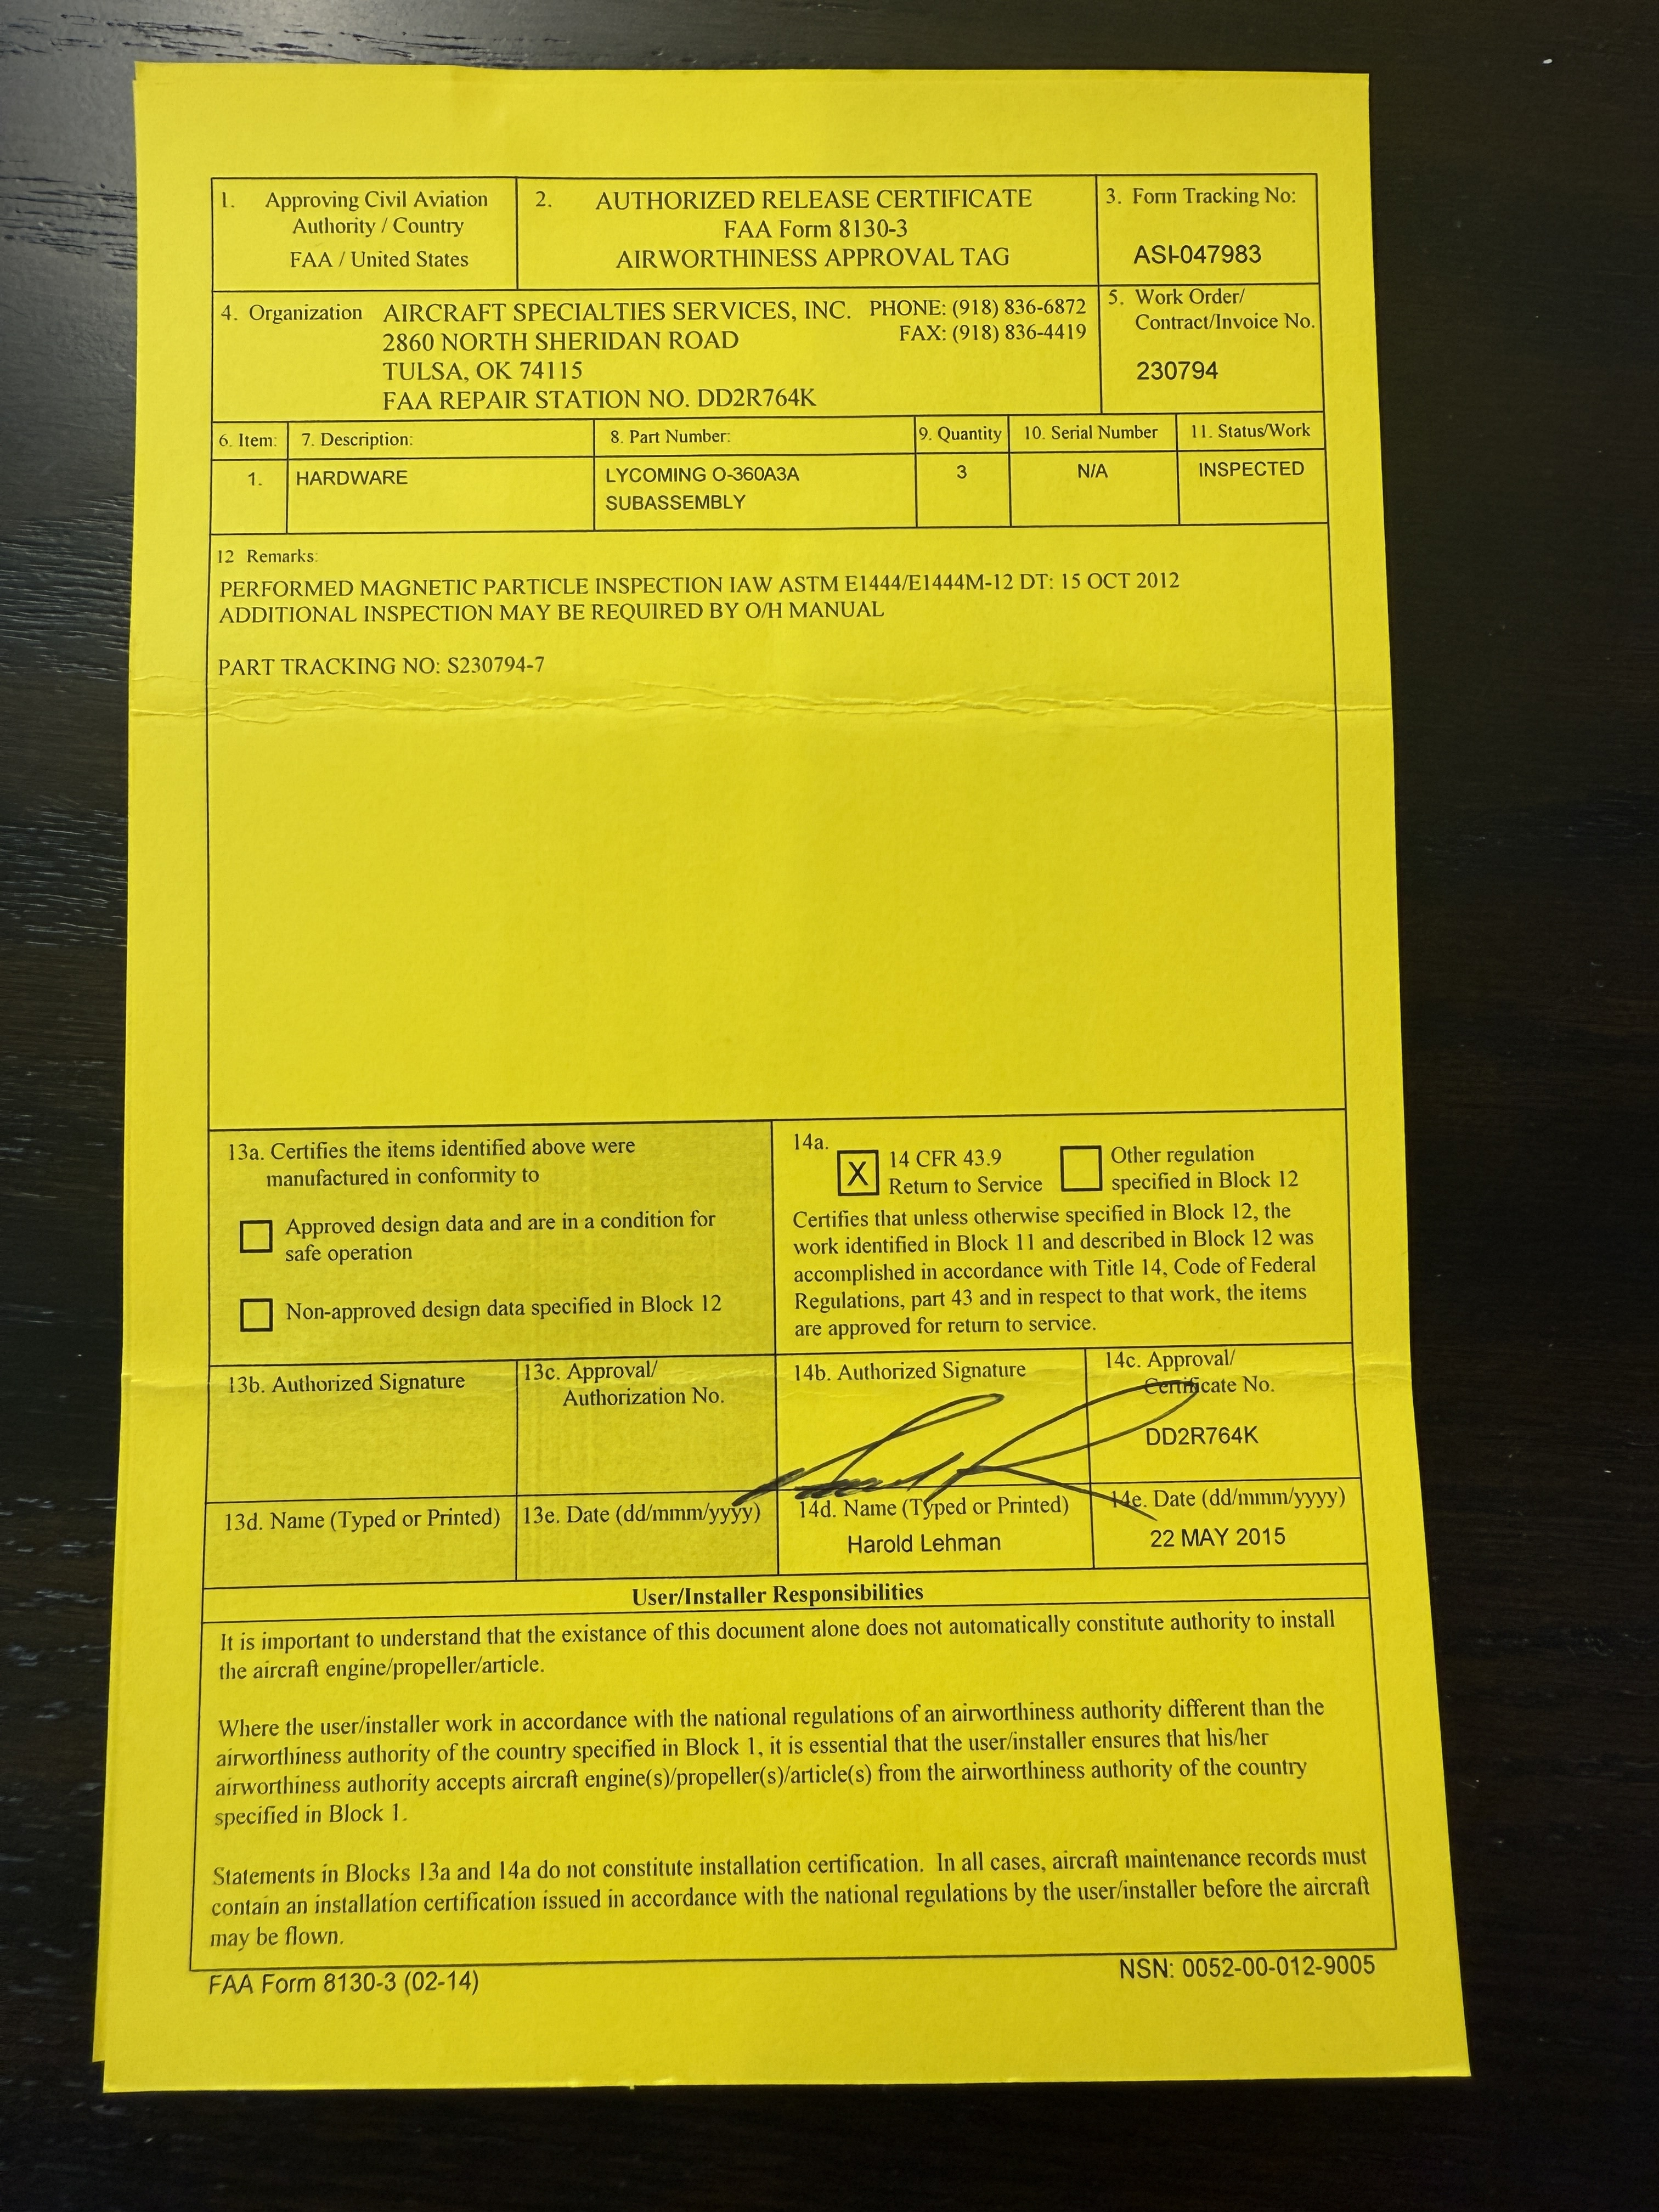 1. Approving Civil Aviation
Authority / Country
FAA / United States
2. AUTHORIZED RELEASE CERTIFICATE
FAA Form 8130-3
AIRWORTHINESS APPROVAL TAG
3. Form Tracking No:
ASI-047983
4. Organization AIRCRAFT SPECIALTIES SERVICES, INC. PHONE: (918) 836-6872
2860 NORTH SHERIDAN ROAD FAX: (918) 836-4419
TULSA, OK 74115
FAA REPAIR STATION NO. DD2R764K
5. Work Order/
Contract/Invoice No.
230794
6. Item: 7. Description: 8. Part Number: 9. Quantity 10. Serial Number 11. Status/Work
1. HARDWARE LYCOMING O-360A3A 3 N/A INSPECTED
SUBASSEMBLY
12 Remarks:
PERFORMED MAGNETIC PARTICLE INSPECTION IAW ASTM E1444/E1444M-12 DT: 15 OCT 2012
ADDITIONAL INSPECTION MAY BE REQUIRED BY O/H MANUAL
PART TRACKING NO: S230794-7
13a. Certifies the items identified above were
manufactured in conformity to
Approved design data and are in a condition for
safe operation
Non-approved design data specified in Block 12
14a.
X 14 CFR 43.9
Return to Service
Other regulation
specified in Block 12
Certifies that unless otherwise specified in Block 12, the
work identified in Block 11 and described in Block 12 was
accomplished in accordance with Title 14, Code of Federal
Regulations, part 43 and in respect to that work, the items
are approved for return to service.
13b. Authorized Signature
13c. Approval/
Authorization No.
14b. Authorized Signature
14c. Approval/
Certificate No.
DD2R764K
13d. Name (Typed or Printed)
13e. Date (dd/mmm/yyyy)
14d. Name (Typed or Printed)
Harold Lehman
14e. Date (dd/mmm/yyyy)
22 MAY 2015
User/Installer Responsibilities
It is important to understand that the existance of this document alone does not automatically constitute authority to install
the aircraft engine/propeller/article.
Where the user/installer work in accordance with the national regulations of an airworthiness authority different than the
airworthiness authority of the country specified in Block 1, it is essential that the user/installer ensures that his/her
airworthiness authority accepts aircraft engine(s)/propeller(s)/article(s) from the airworthiness authority of the country
specified in Block 1.
Statements in Blocks 13a and 14a do not constitute installation certification. In all cases, aircraft maintenance records must
contain an installation certification issued in accordance with the national regulations by the user/installer before the aircraft
may be flown.
FAA Form 8130-3 (02-14)
NSN: 0052-00-012-9005